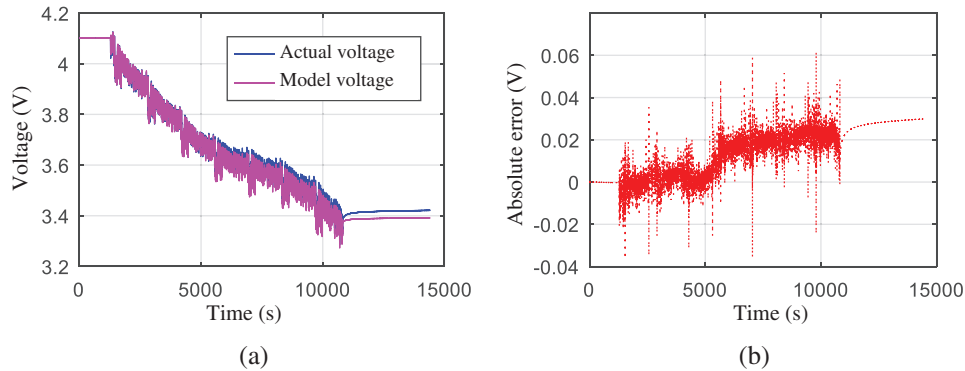 4.2
4
3.8
3.6
3.4
3.2
Voltage (V)
Actual voltage
Model voltage
0
5000
10000
15000
Time (s)
(a)
0.06
0.04
0.02
0
-0.02
-0.04
Absolute error (V)
0
5000
10000
15000
Time (s)
(b)